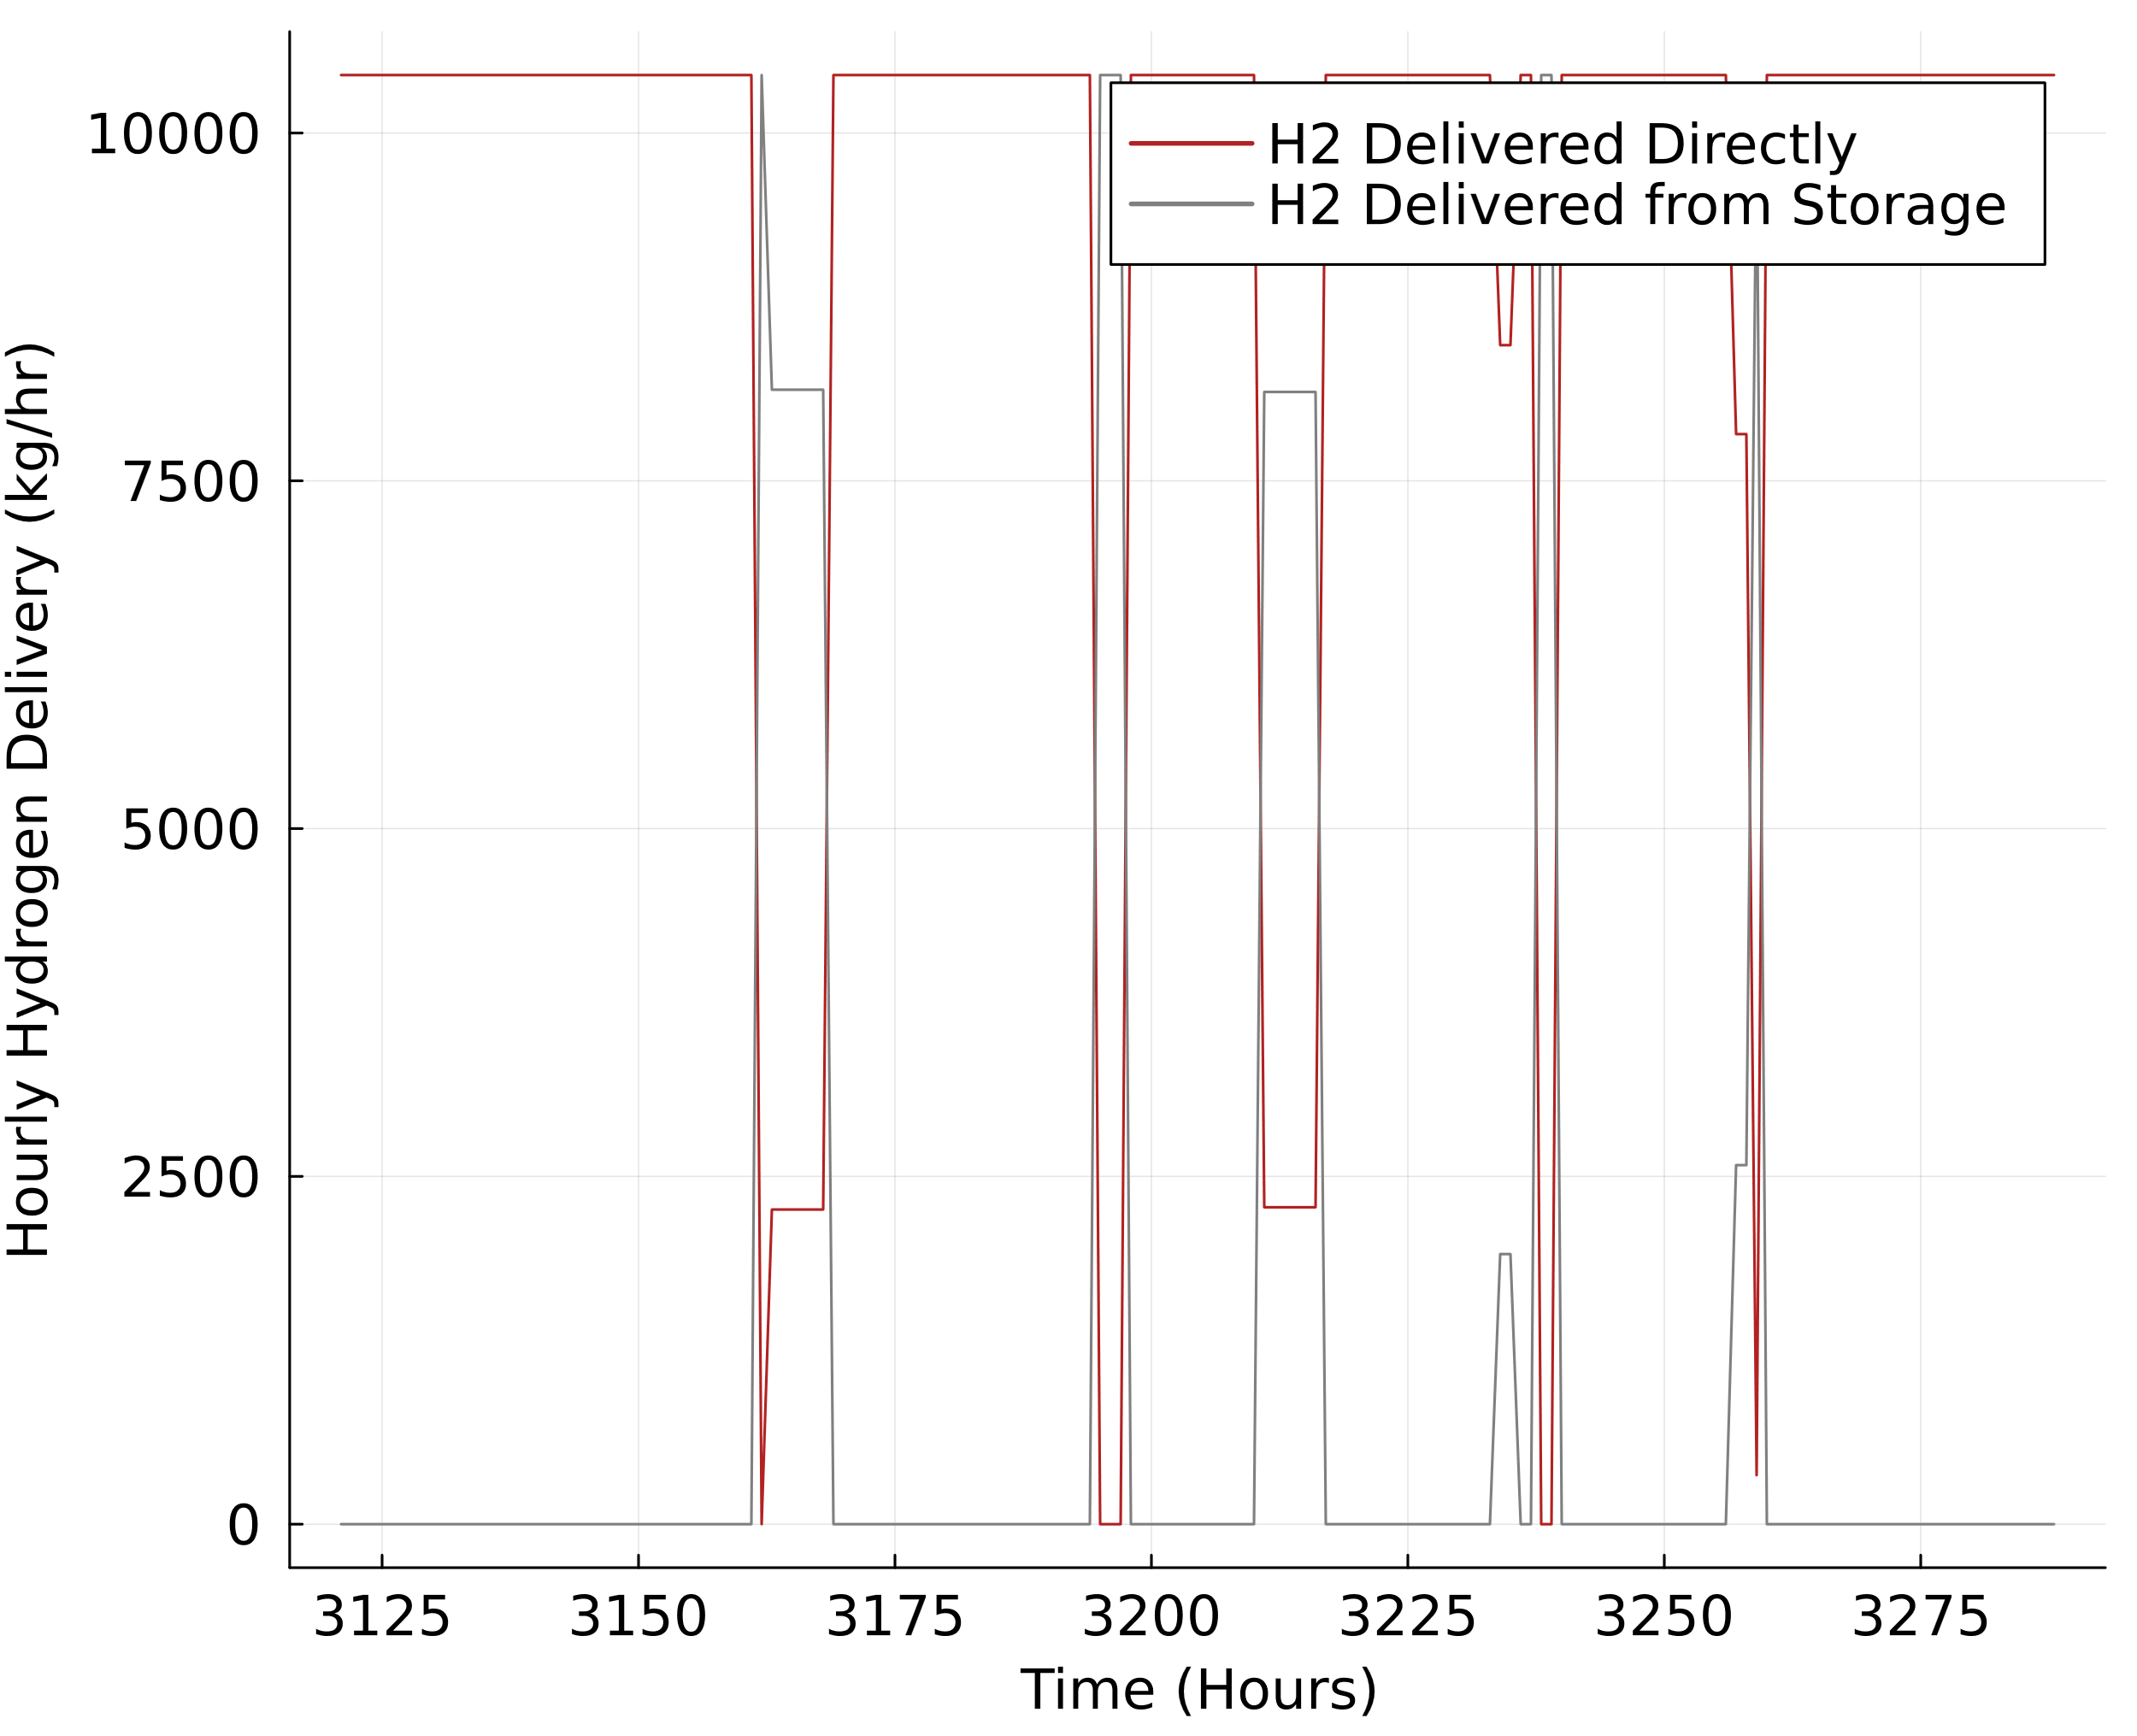 H2 Delivered Directly
H2 Delivered from Storage
Hourly Hydrogen Delivery (kg/hr)
10000
7500
5000
2500
0
3125 3150 3175 3200 3225 3250 3275
Time (Hours)